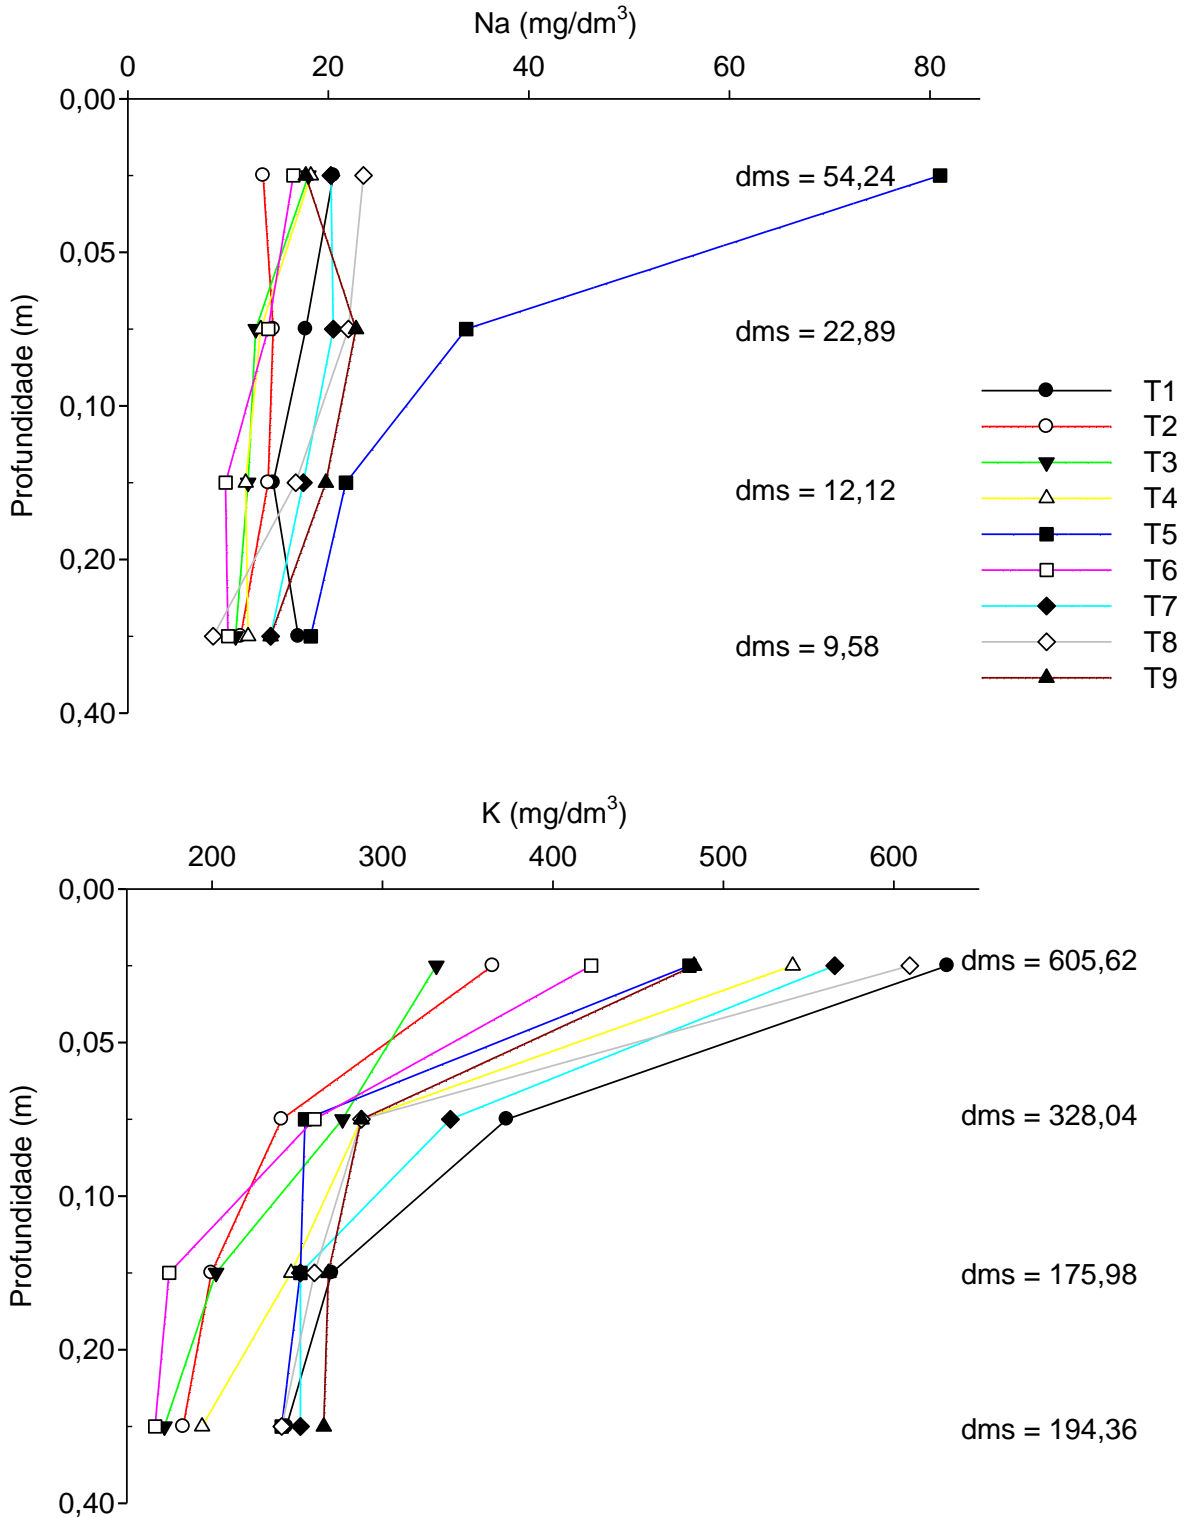 Na (mg/dm³)
0 20 40 60 80
0,00
dms = 54,24
0,05
dms = 22,89
0,10
dms = 12,12
0,20
dms = 9,58
0,40
Profundidade (m)
T1
T2
T3
T4
T5
T6
T7
T8
T9
K (mg/dm³)
200 300 400 500 600
0,00
dms = 605,62
0,05
dms = 328,04
0,10
dms = 175,98
0,20
dms = 194,36
0,40
Profundidade (m)